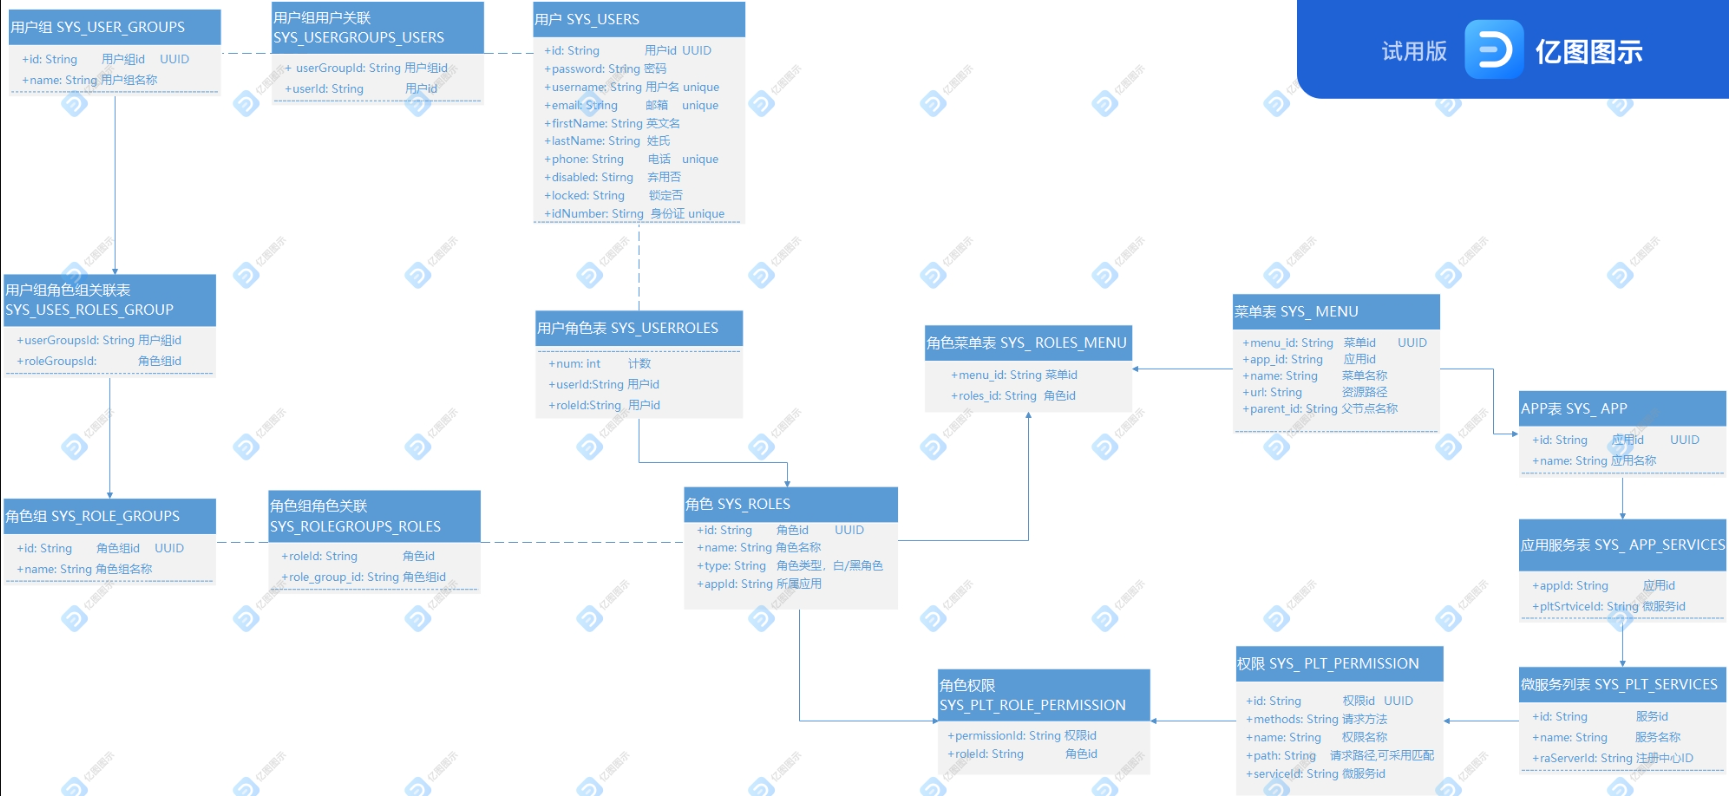 用户组 SYS_USER_GROUPS
+id: String 用户组id UUID
+name: String 用户组名称
用户组用户关联
SYS_USERGROUPS_USERS
+ userGroupId: String 用户组id
+userId: String 用户id
用户 SYS_USERS
+id: String 用户id UUID
+password: String 密码
+username: String 用户名 unique
+email: String 邮箱 unique
+firstName: String 英文名
+lastName: String 姓氏
+phone: String 电话 unique
+disabled: Stirng 弃用否
+locked: String 锁定否
+idNumber: Stirng 身份证 unique
试用版 亿图图示
用户组角色组关联表
SYS_USES_ROLES_GROUP
+userGroupsId: String 用户组id
+roleGroupsId: 角色组id
用户角色表 SYS_USERROLES
+num: int 计数
+userId:String 用户id
+roleId:String 用户id
角色菜单表 SYS_ ROLES_MENU
+menu_id: String 菜单id
+roles_id: String 角色id
菜单表 SYS_ MENU
+menu_id: String 菜单id UUID
+app_id: String 应用id
+name: String 菜单名称
+url: String 资源路径
+parent_id: String 父节点名称
APP表 SYS_ APP
+id: String 应用id UUID
+name: String 应用名称
角色组 SYS_ROLE_GROUPS
+id: String 角色组id UUID
+name: String 角色组名称
角色组角色关联
SYS_ROLEGROUPS_ROLES
+roleId: String 角色id
+role_group_id: String 角色组id
角色 SYS_ROLES
+id: String 角色id UUID
+name: String 角色名称
+type: String 角色类型，白/黑角色
+appId: String 所属应用
应用服务表 SYS_ APP_SERVICES
+appId: String 应用id
+pltSrtviceId: String 微服务id
角色权限
SYS_PLT_ROLE_PERMISSION
+permissionId: String 权限id
+roleId: String 角色id
权限 SYS_ PLT_PERMISSION
+id: String 权限id UUID
+methods: String 请求方法
+name: String 权限名称
+path: String 请求路径,可采用匹配
+serviceId: String 微服务id
微服务列表 SYS_PLT_SERVICES
+id: String 服务id
+name: String 服务名称
+raServerId: String 注册中心ID